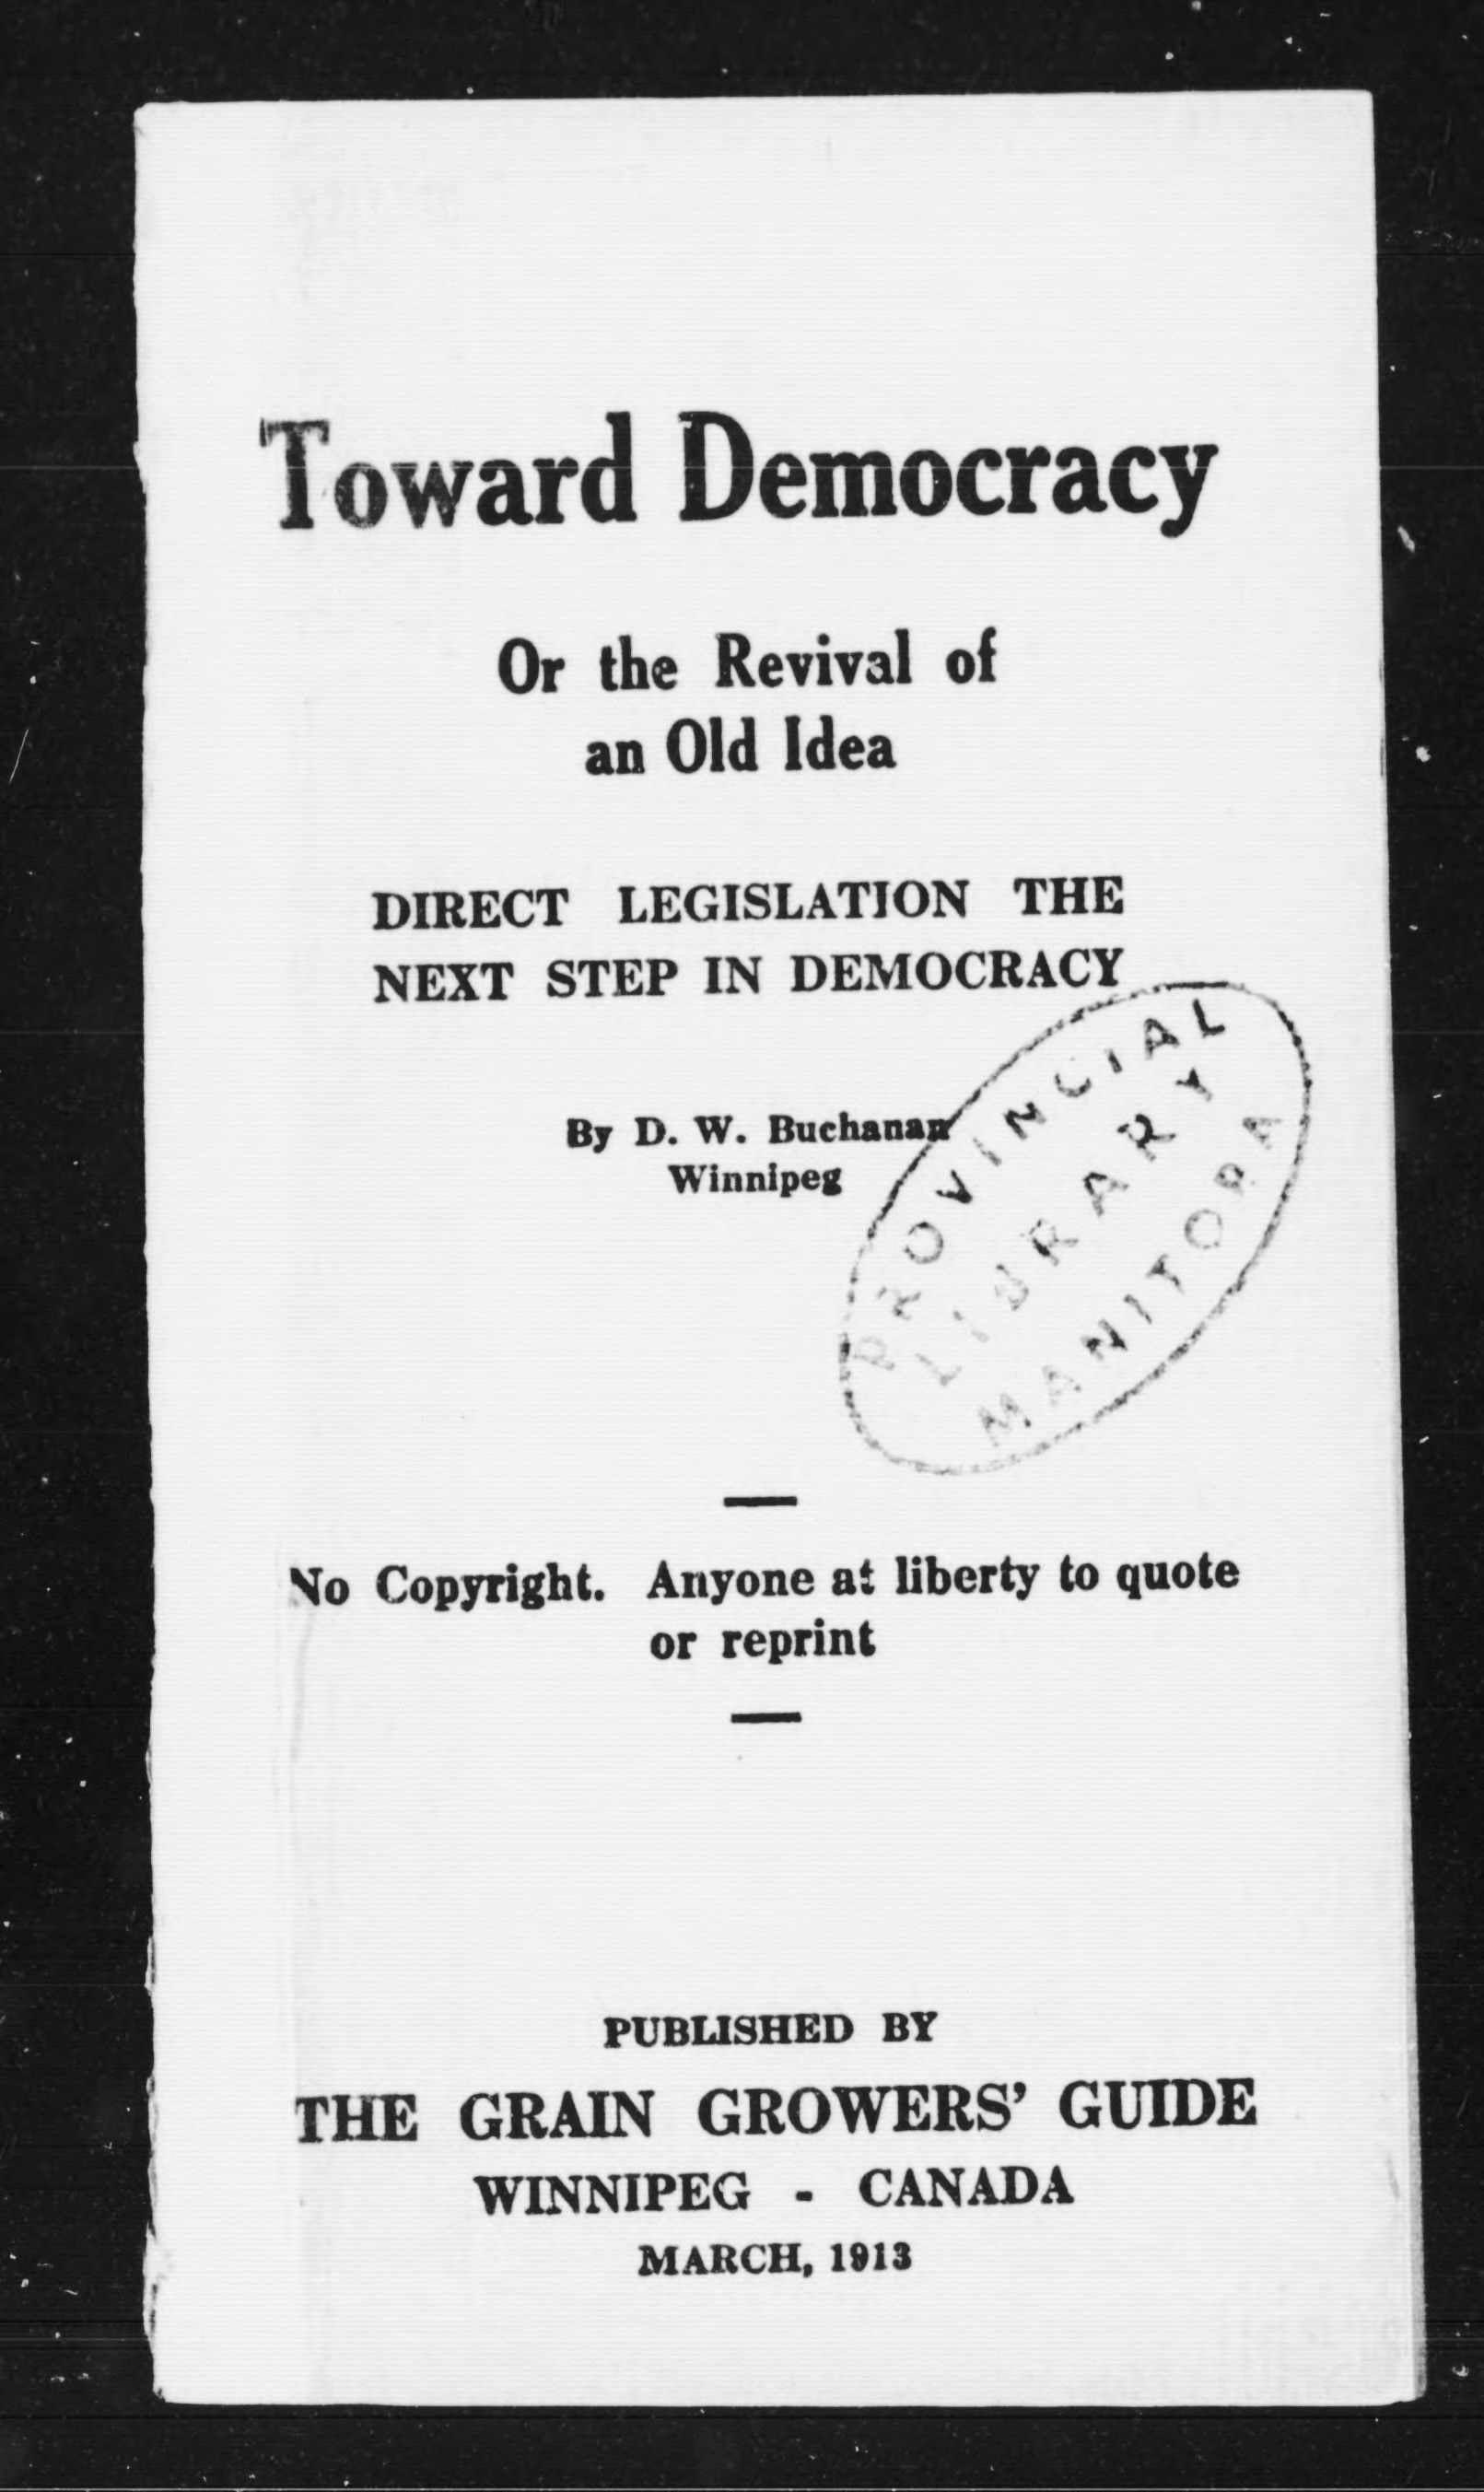 Toward Democracy
Or the Revival of
an Old Idea
DIRECT LEGISLATION THE
NEXT STEP IN DEMOCRACY
By D. W. Buchanan
Winnipeg
PROVINCIAL
LIBRARY
MANITOBA
No Copyright. Anyone at liberty to quote
or reprint
PUBLISHED BY
THE GRAIN GROWERS' GUIDE
WINNIPEG - CANADA
MARCH, 1913